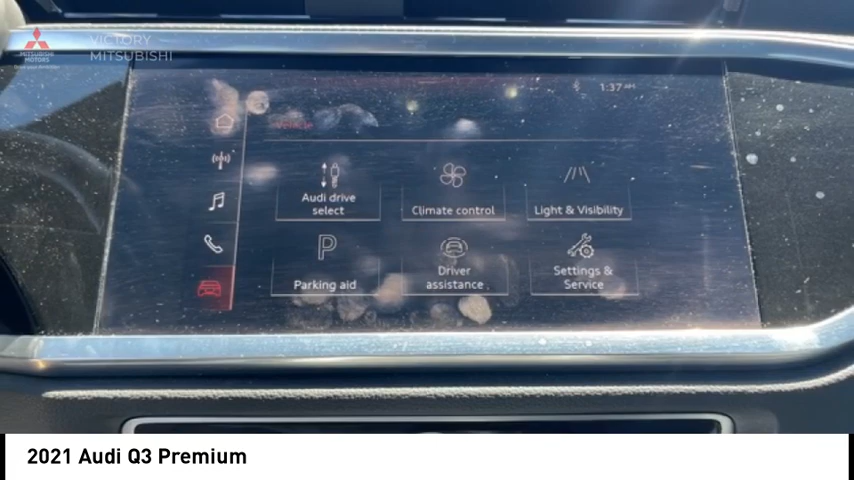 VICTORY
MITSUBISHI
MITSUBISHI
MOTORS
1:37
Vehicle
Audi drive
select
Climate control
Light & Visibility
P
Parking aid
Driver
assistance
Settings &
Service
2021 Audi Q3 Premium